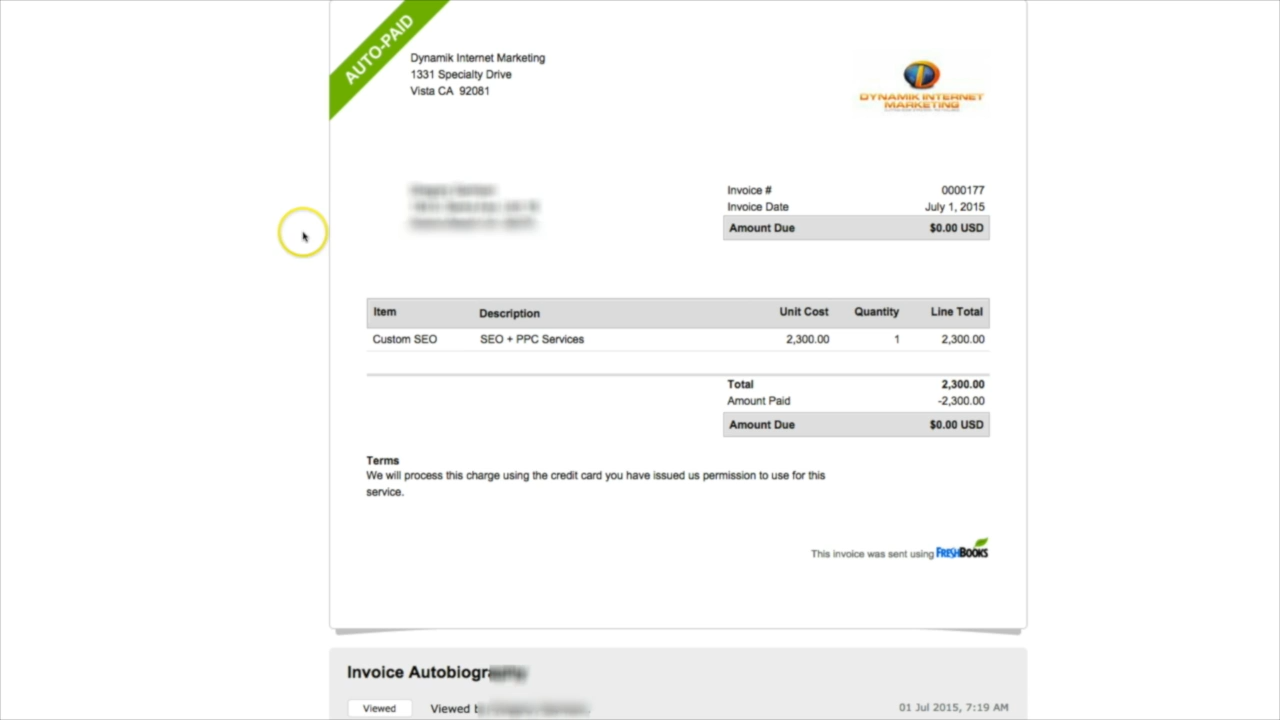 AUTO-PAID
Dynamik Internet Marketing
1331 Specialty Drive
Vista CA 92081
DYNAMIK INTERNET
MARKETING
Invoice # 0000177
Invoice Date July 1, 2015
Amount Due $0.00 USD
Item Description Unit Cost Quantity Line Total
Custom SEO SEO + PPC Services 2,300.00 1 2,300.00
Total 2,300.00
Amount Paid -2,300.00
Amount Due $0.00 USD
Terms
We will process this charge using the credit card you have issued us permission to use for this
service.
This invoice was sent using FRESHBOOKS
Invoice
Viewed Viewed 01 Jul 2015, 7:19 AM